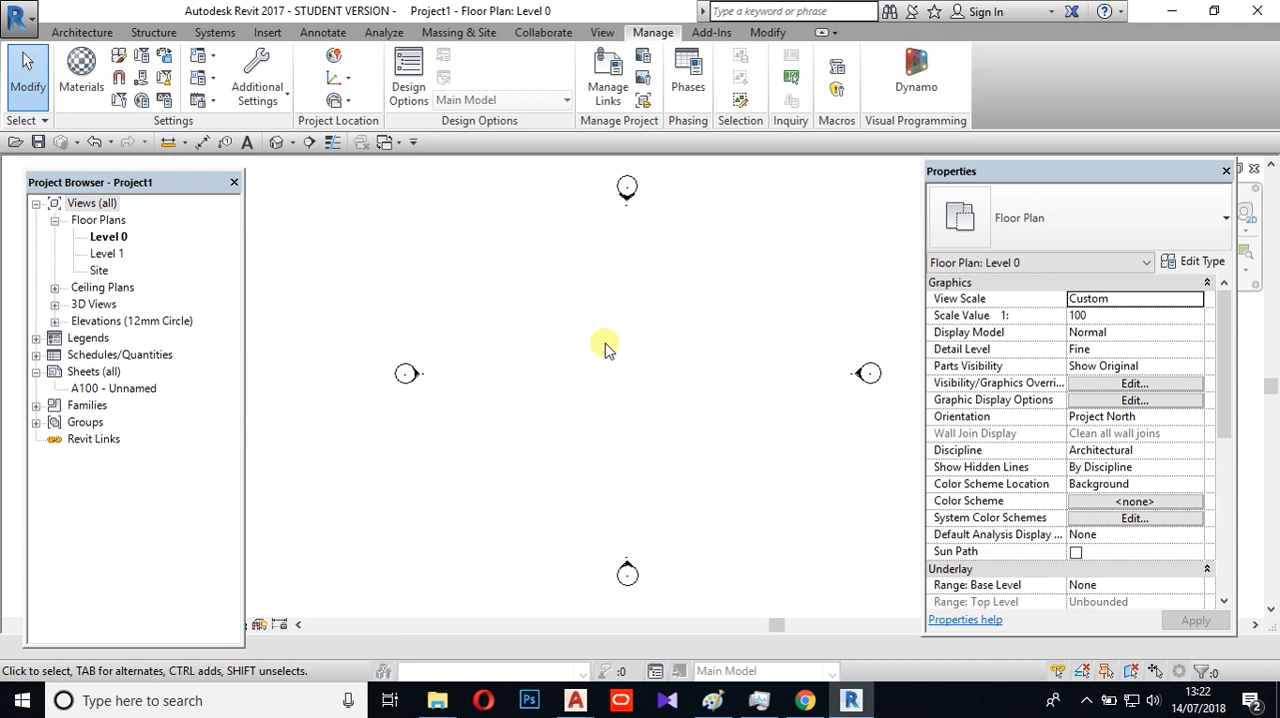 Autodesk Revit 2017 - STUDENT VERSION - Project1 - Floor Plan: Level 0
Type a keyword or phrase
Sign In
Architecture Structure Systems Insert Annotate Analyze Massing & Site Collaborate View Manage Add-Ins Modify
Modify Materials Additional Settings Design Options Main Model Manage Links Phases Dynamo
Select Settings Project Location Design Options Manage Project Phasing Selection Inquiry Macros Visual Programming
Project Browser - Project1
Views (all)
Floor Plans
Level 0
Level 1
Site
Ceiling Plans
3D Views
Elevations (12mm Circle)
Legends
Schedules/Quantities
Sheets (all)
A100 - Unnamed
Families
Groups
Revit Links
Properties
Floor Plan
Floor Plan: Level 0 Edit Type
Graphics
View Scale Custom
Scale Value 1: 100
Display Model Normal
Detail Level Fine
Parts Visibility Show Original
Visibility/Graphics Overri... Edit...
Graphic Display Options Edit...
Orientation Project North
Wall Join Display Clean all wall joins
Discipline Architectural
Show Hidden Lines By Discipline
Color Scheme Location Background
Color Scheme <none>
System Color Schemes Edit...
Default Analysis Display ... None
Sun Path
Underlay
Range: Base Level None
Range: Top Level Unbounded
Properties help Apply
2D
Click to select, TAB for alternates, CTRL adds, SHIFT unselects. :0 Main Model :0
Type here to search
13:22
14/07/2018